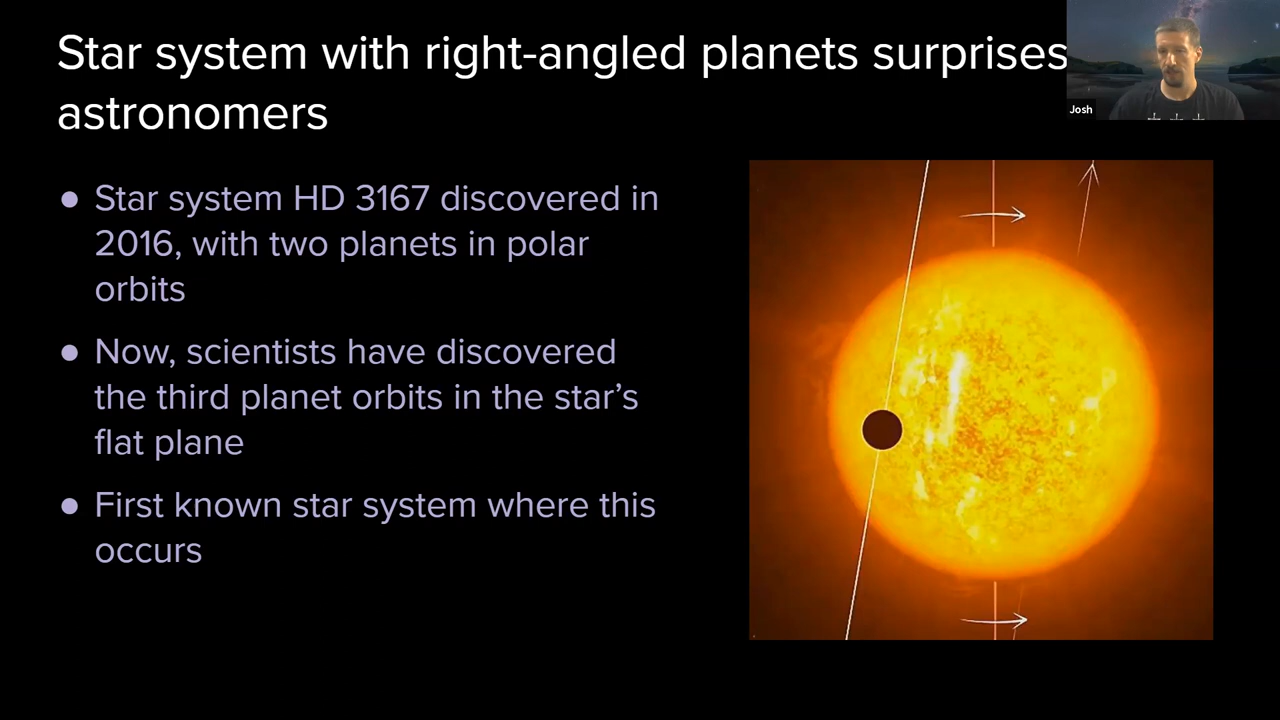 Star system with right-angled planets surprises
astronomers
Josh
● Star system HD 3167 discovered in
2016, with two planets in polar
orbits
● Now, scientists have discovered
the third planet orbits in the star’s
flat plane
● First known star system where this
occurs